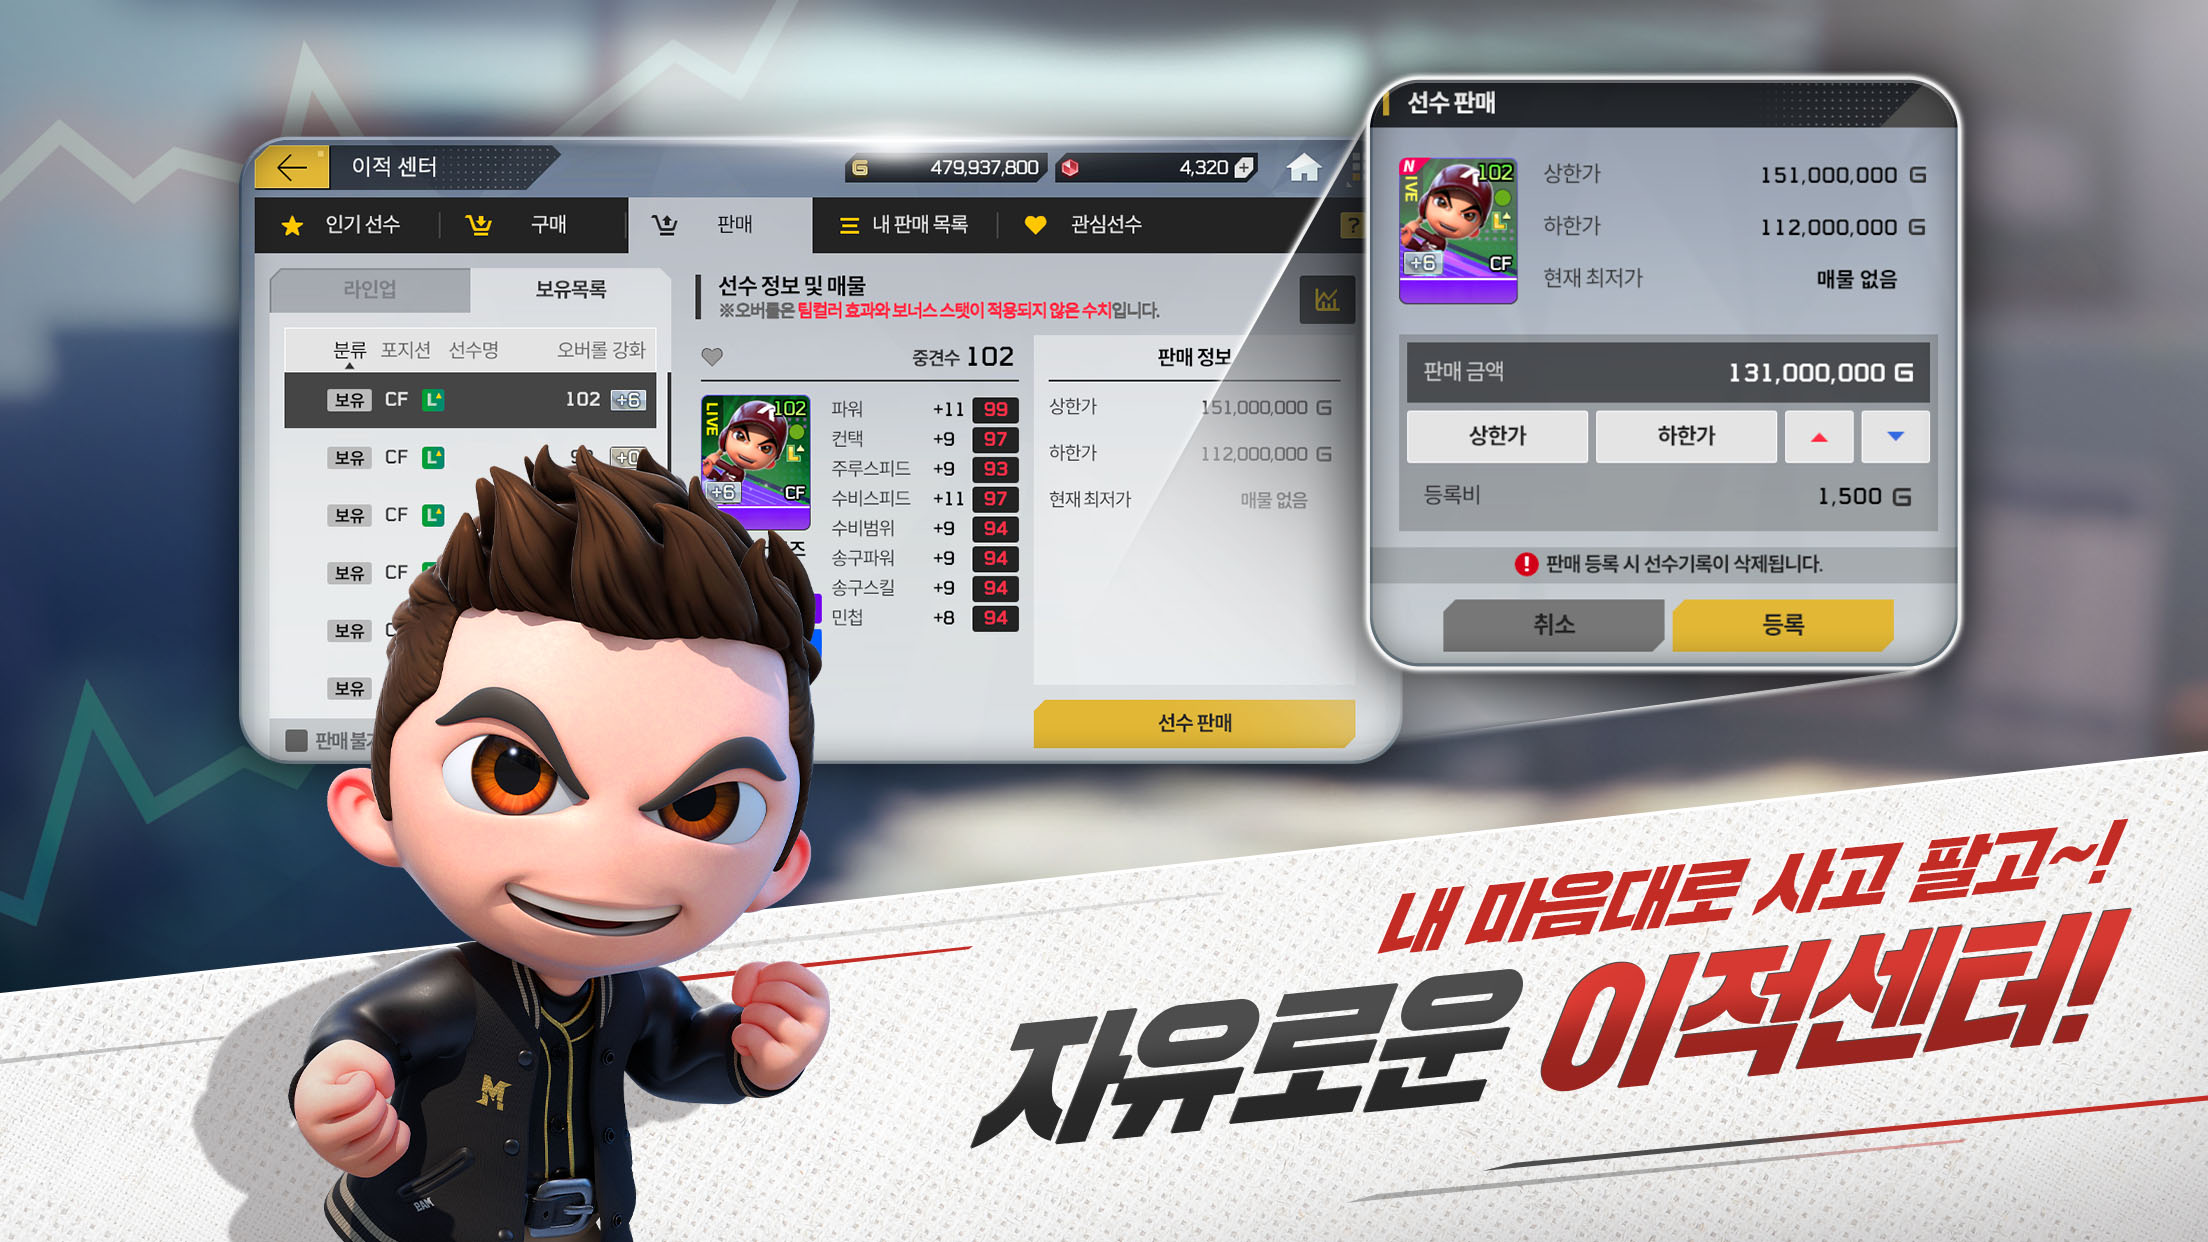 이적 센터
479,937,800
4,320
인기 선수
구매
판매
내 판매 목록
관심선수
?
라인업
보유목록
분류 포지션 선수명 오버롤 강화
보유 CF L 102 +6
보유 CF L
보유 CF L
보유 CF
보유
보유
선수 정보 및 매물
※오버롤은 팀컬러 효과와 보너스 스탯이 적용되지 않은 수치입니다.
중견수 102
LIVE 102
L
+6 CF
파워 +11 99
컨택 +9 97
주루스피드 +9 93
수비스피드 +11 97
수비범위 +9 94
송구파워 +9 94
송구스킬 +9 94
민첩 +8 94
판매 정보
상한가 151,000,000 G
하한가 112,000,000 G
현재 최저가 매물 없음
선수 판매
선수 판매
N
LIVE 102
L
+6 CF
상한가 151,000,000 G
하한가 112,000,000 G
현재 최저가 매물 없음
판매 금액 131,000,000 G
상한가 하한가
등록비 1,500 G
판매 등록 시 선수기록이 삭제됩니다.
취소 등록
내 마음대로 사고 팔고~!
자유로운 이적센터!
M